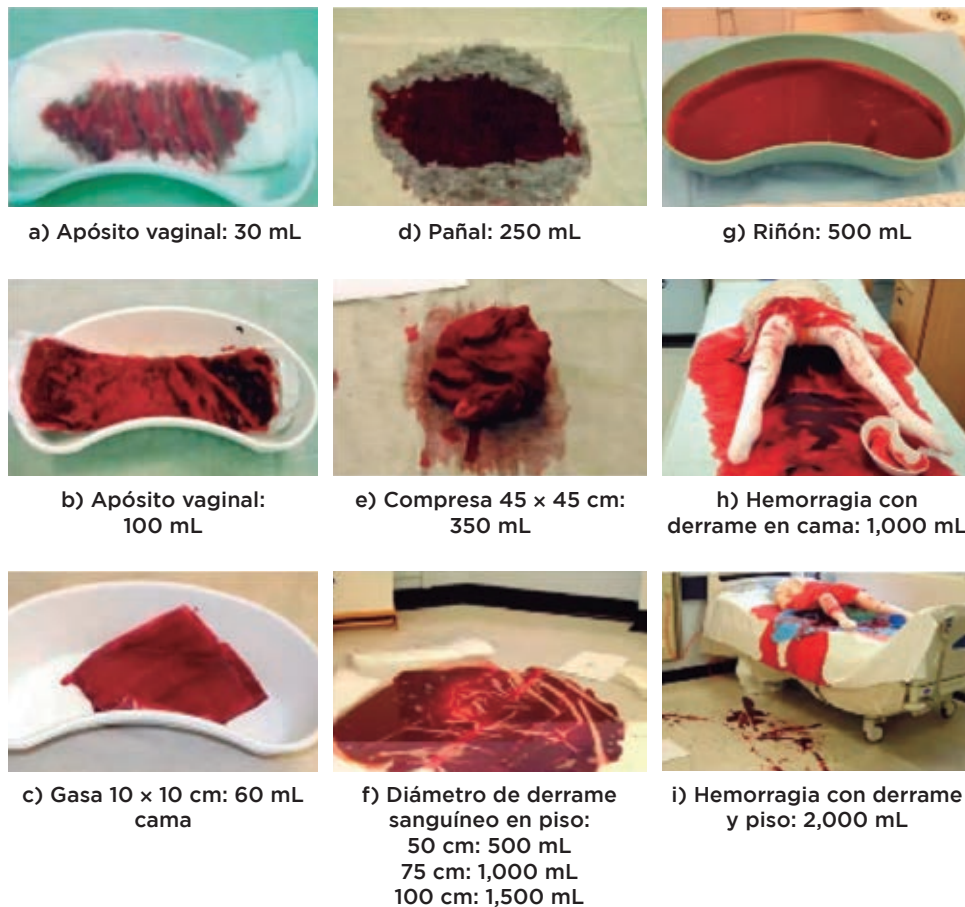 a) Apósito vaginal: 30 mL
d) Pañal: 250 mL
g) Riñón: 500 mL
b) Apósito vaginal:
100 mL
e) Compresa 45 × 45 cm:
350 mL
h) Hemorragia con
derrame en cama: 1,000 mL
c) Gasa 10 × 10 cm: 60 mL
cama
f) Diámetro de derrame
sanguíneo en piso:
50 cm: 500 mL
75 cm: 1,000 mL
100 cm: 1,500 mL
i) Hemorragia con derrame
y piso: 2,000 mL